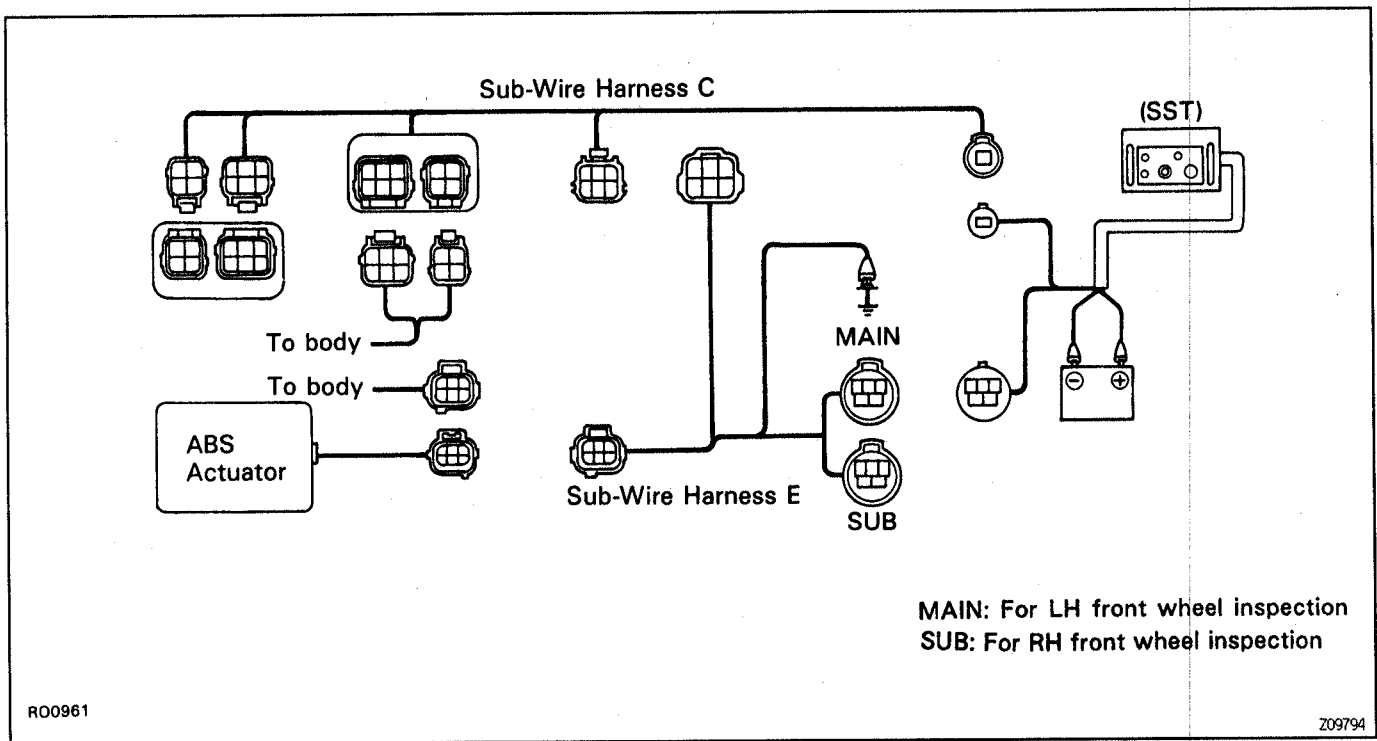 Sub-Wire Harness C
(SST)
To body
To body
MAIN
ABS
Actuator
Sub-Wire Harness E
SUB
MAIN: For LH front wheel inspection
SUB: For RH front wheel inspection
R00961
Z09794